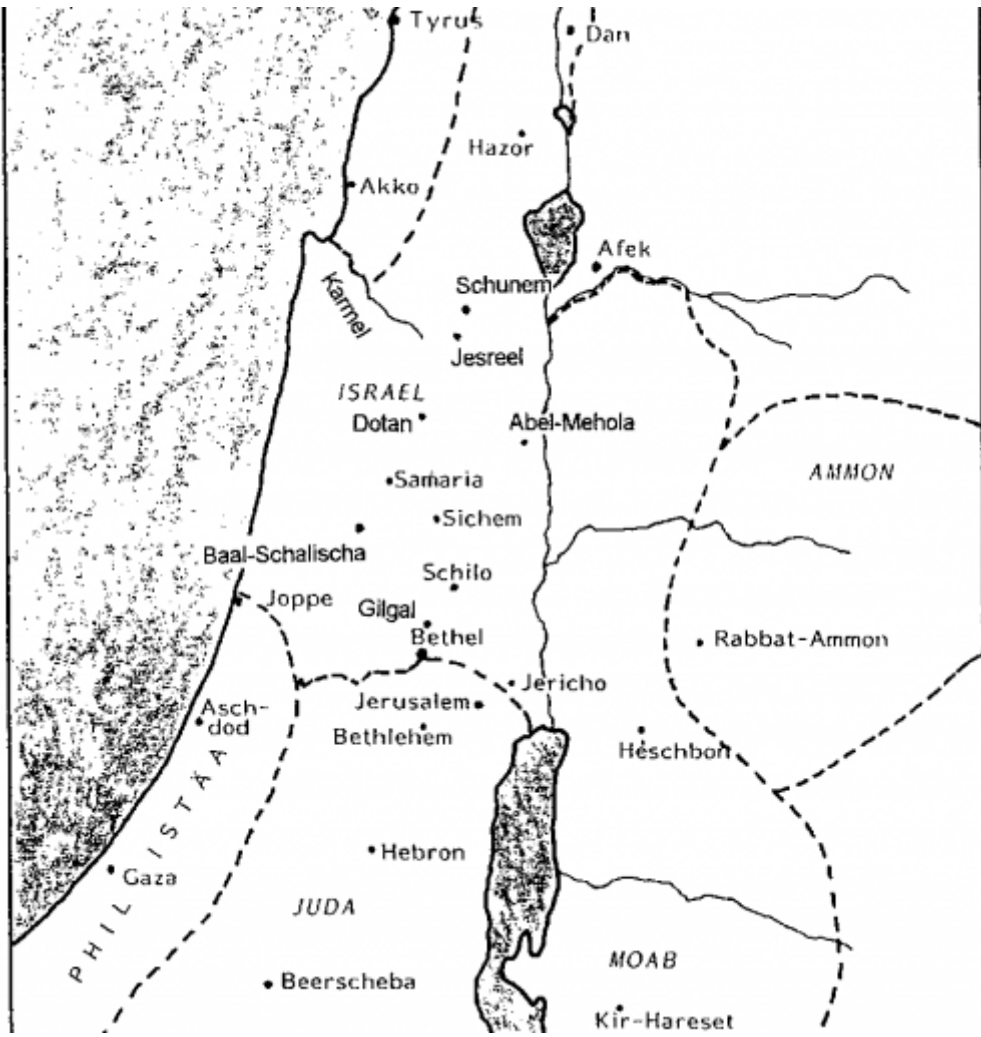 Tyrus
Dan
Hazor
Akko
Afek
Schunem
Karmel
Jesreel
ISRAEL
Dotan
Abel-Mehola
AMMON
Samaria
Sichem
Baal-Schalischa
Schilo
Joppe
Gilgal
Bethel
Rabbat-Ammon
Jericho
Jerusalem
Asch-
dod
Bethlehem
Heschbon
PHILISTÄA
Hebron
Gaza
JUDA
MOAB
Beerscheba
Kir-Hareset